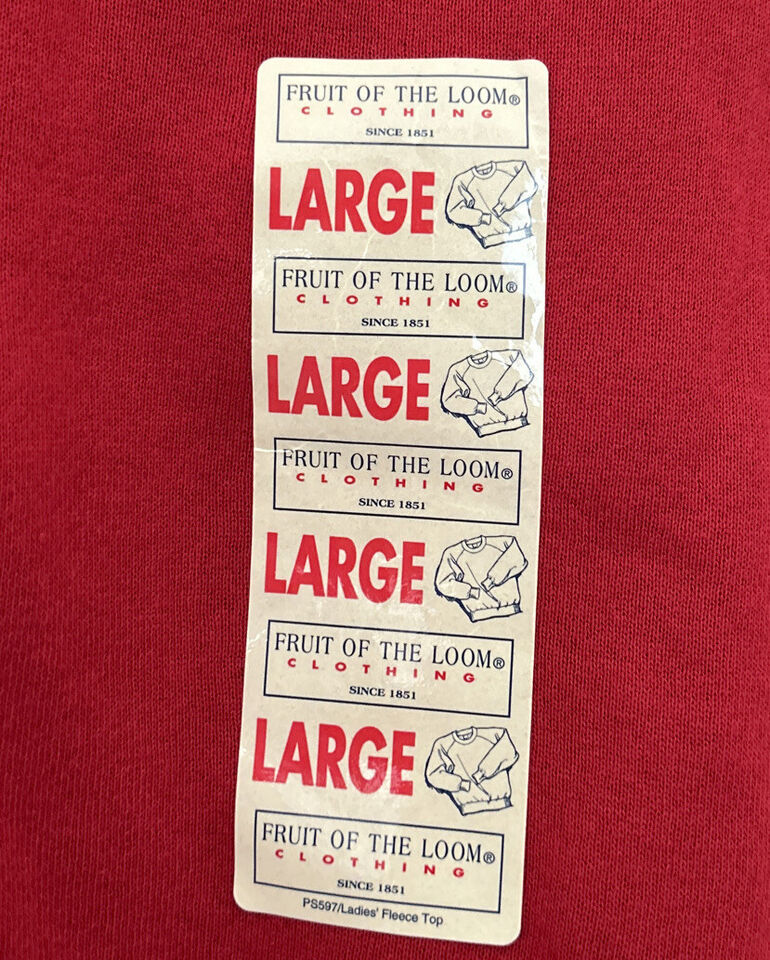 FRUIT OF THE LOOM®
CLOTHING
SINCE 1851
LARGE
FRUIT OF THE LOOM®
CLOTHING
SINCE 1851
LARGE
FRUIT OF THE LOOM®
CLOTHING
SINCE 1851
LARGE
FRUIT OF THE LOOM®
CLOTHING
SINCE 1851
LARGE
FRUIT OF THE LOOM®
CLOTHING
SINCE 1851
PS597/Ladies' Fleece Top